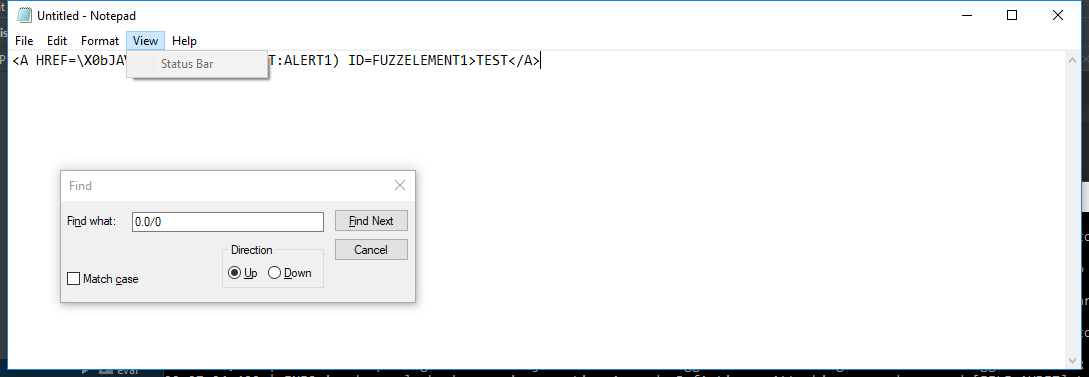 Untitled - Notepad
File Edit Format View Help
<A HREF=\X0bJAV T:ALERT1) ID=FUZZELEMENT1>TEST</A>
Status Bar
Find
Find what: 0.0/0 Find Next
Direction Cancel
Up Down
Match case
eval